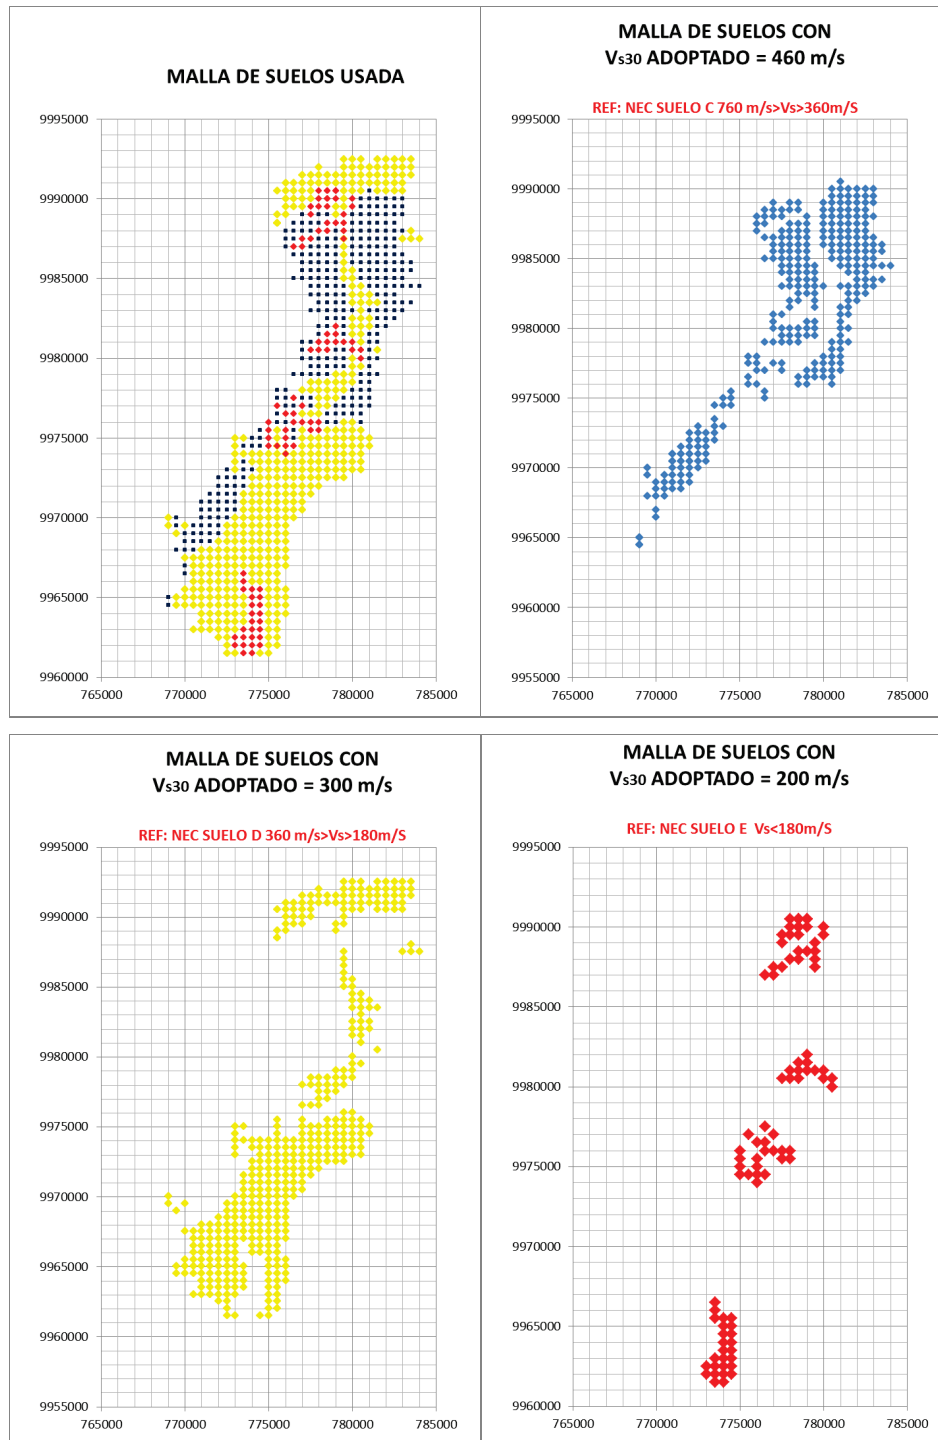 MALLA DE SUELOS USADA
9995000
9990000
9985000
9980000
9975000
9970000
9965000
9960000
765000 770000 775000 780000 785000
MALLA DE SUELOS CON
Vs30 ADOPTADO = 460 m/s
REF: NEC SUELO C 760 m/s>Vs>360m/S
9995000
9990000
9985000
9980000
9975000
9970000
9965000
9960000
9955000
765000 770000 775000 780000 785000
MALLA DE SUELOS CON
Vs30 ADOPTADO = 300 m/s
REF: NEC SUELO D 360 m/s>Vs>180m/S
9995000
9990000
9985000
9980000
9975000
9970000
9965000
9960000
9955000
765000 770000 775000 780000 785000
MALLA DE SUELOS CON
Vs30 ADOPTADO = 200 m/s
REF: NEC SUELO E Vs<180m/S
9995000
9990000
9985000
9980000
9975000
9970000
9965000
9960000
765000 770000 775000 780000 785000